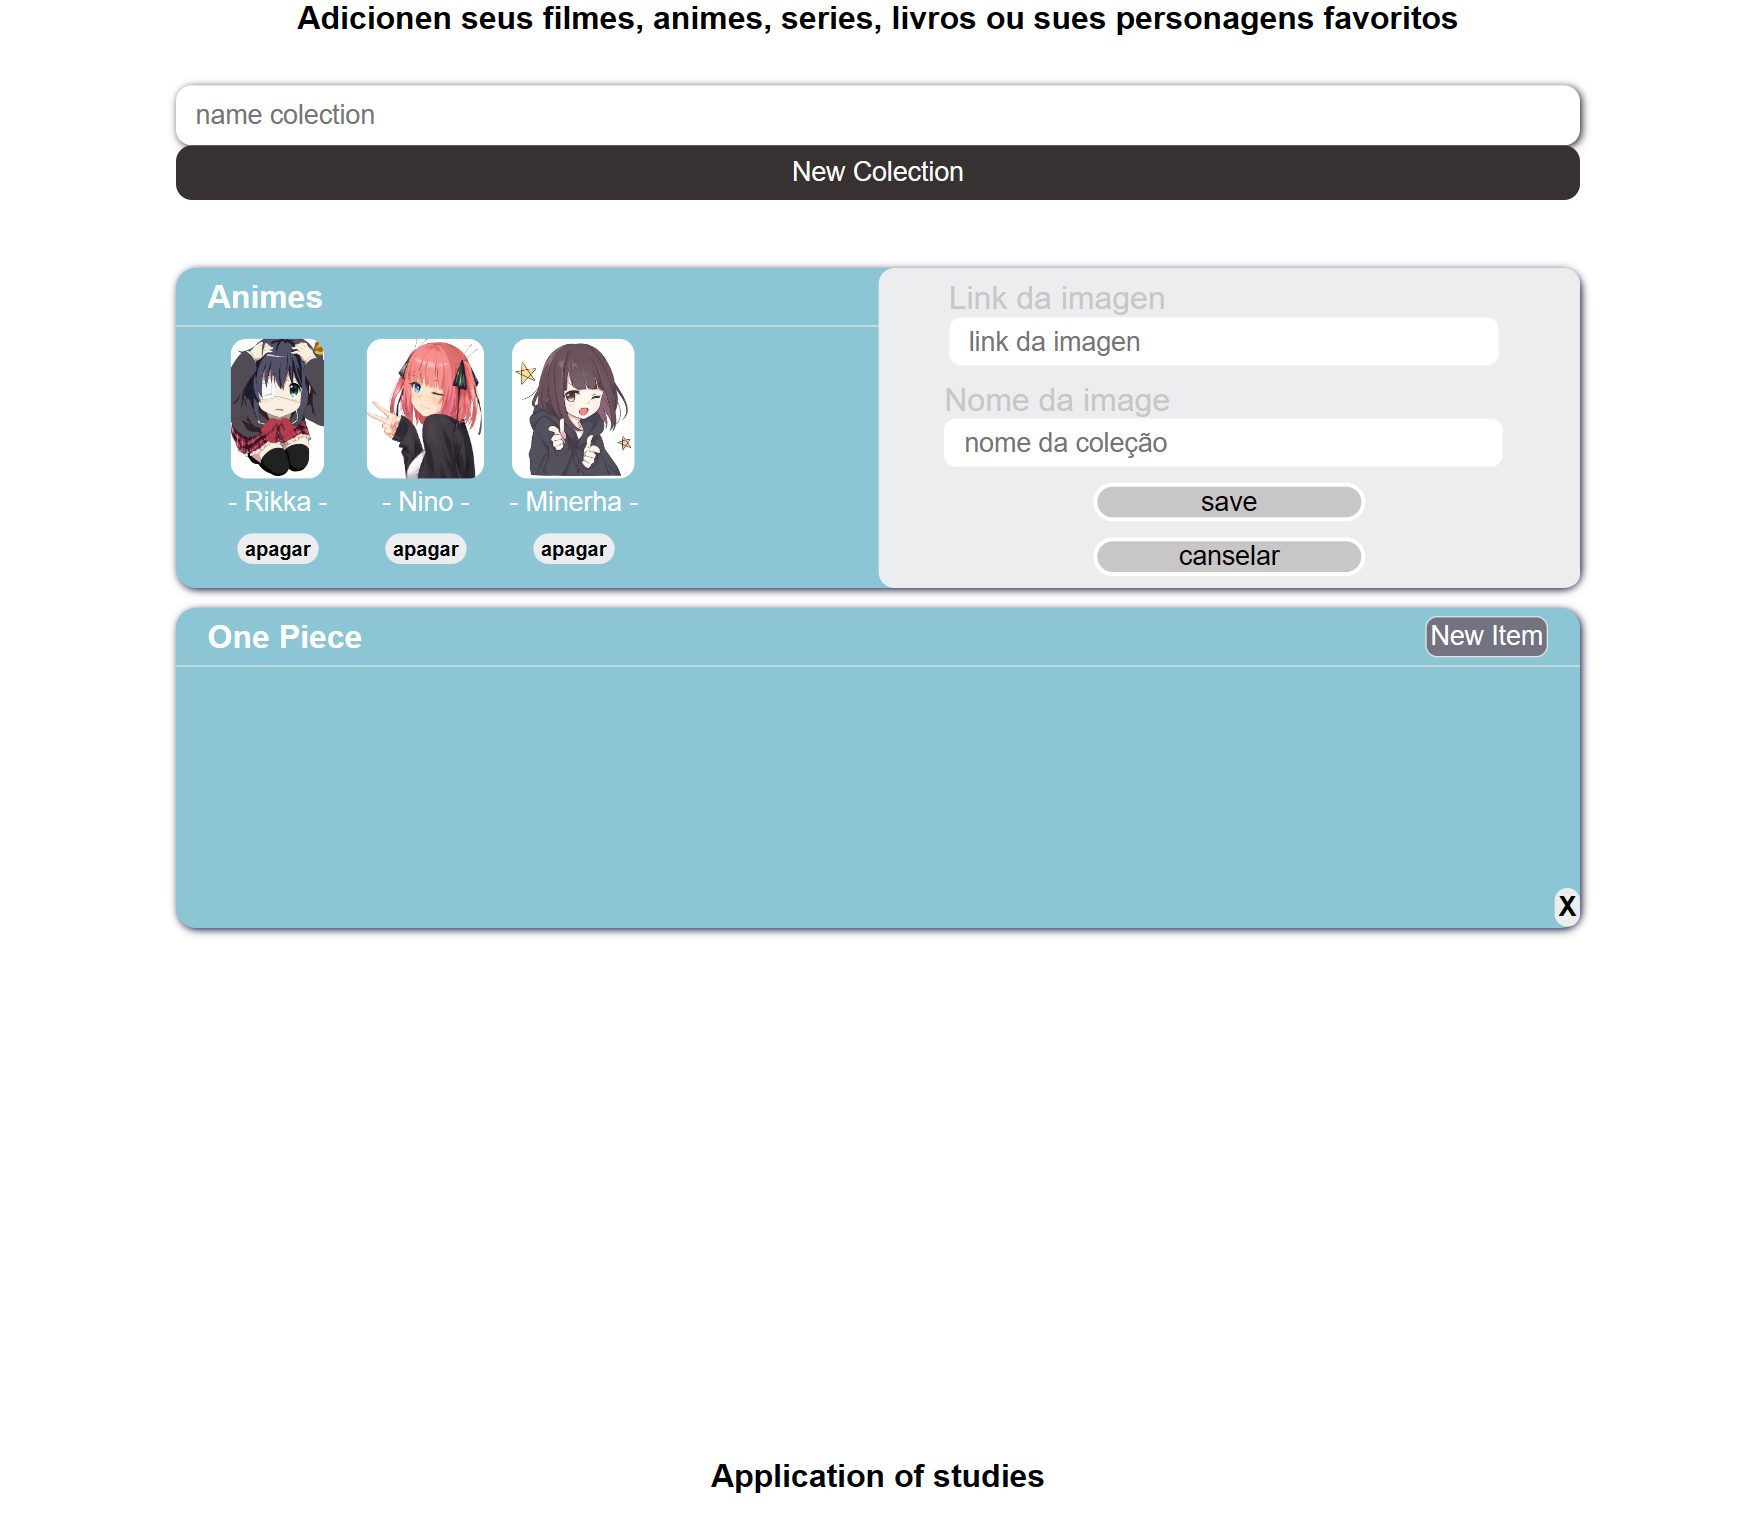 Adicionen seus filmes, animes, series, livros ou sues personagens favoritos
name colection
New Colection
Animes
- Rikka -
apagar
- Nino -
apagar
- Minerha -
apagar
Link da imagen
link da imagen
Nome da image
nome da coleção
save
canselar
One Piece
New Item
X
Application of studies